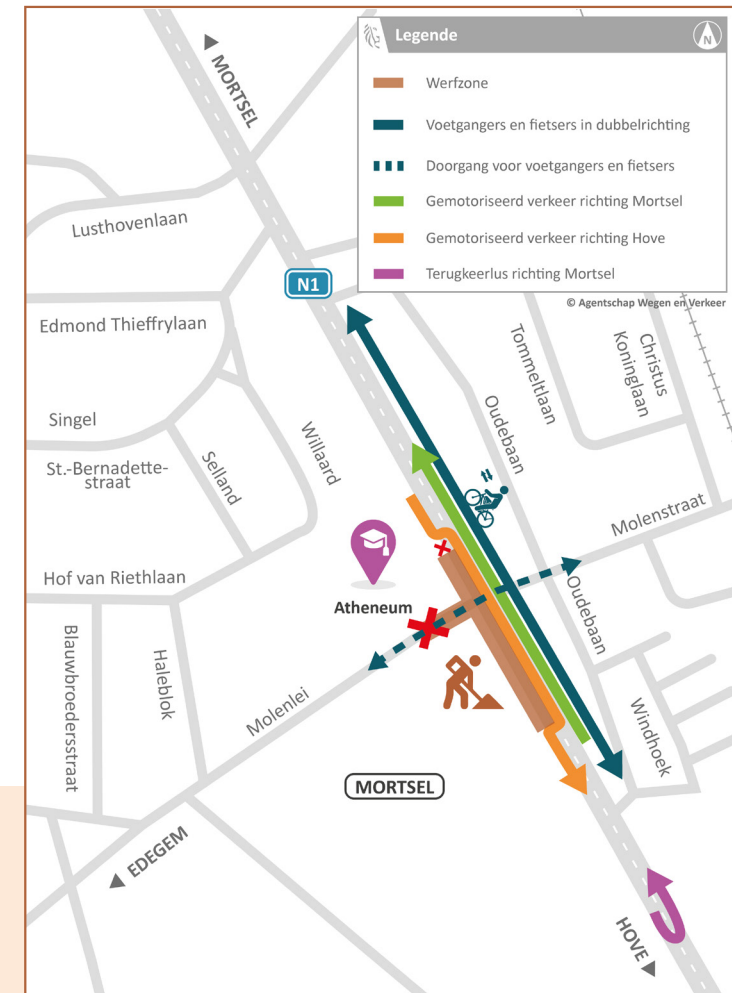 Legende
N
Werfzone
Voetgangers en fietsers in dubbelrichting
Doorgang voor voetgangers en fietsers
Gemotoriseerd verkeer richting Mortsel
Gemotoriseerd verkeer richting Hove
Terugkeerlus richting Mortsel
© Agentschap Wegen en Verkeer
MORTSEL
Lusthovenlaan
N1
Edmond Thieffrylaan
Tommeltlaan
Christus
Koninglaan
Oudebaan
Singel
Willaard
St.-Bernadette-
straat
Selland
Molenstraat
Hof van Riethlaan
Atheneum
Oudebaan
Blauwbroedersstraat
Haleblok
Molenlei
Windhoek
MORTSEL
EDEGEM
HOVE